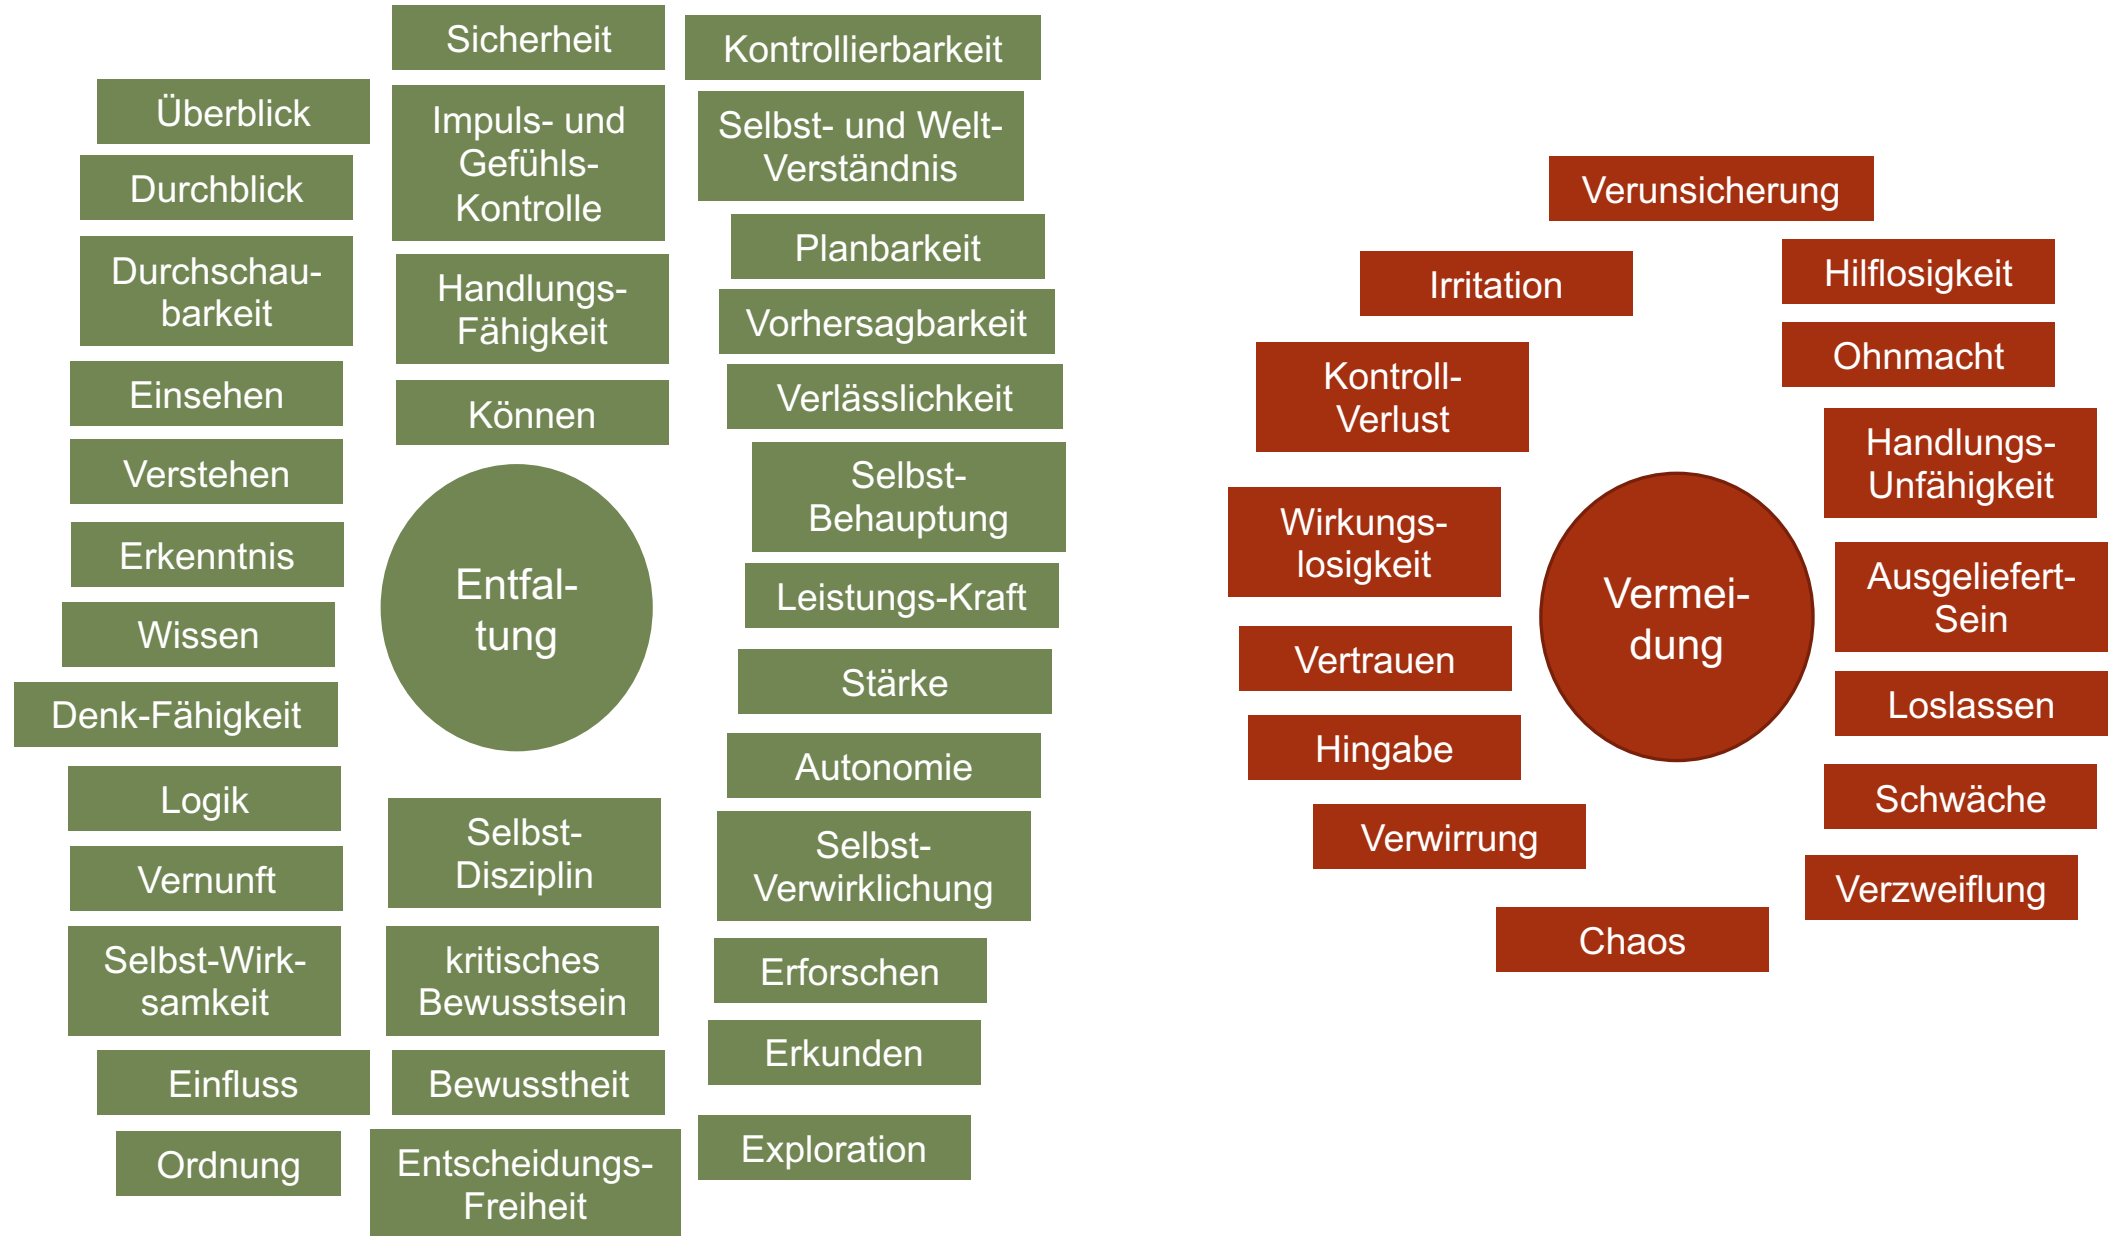 Sicherheit
Kontrollierbarkeit
Überblick
Impuls- und
Gefühls-
Kontrolle
Selbst- und Welt-
Verständnis
Durchblick
Planbarkeit
Durchschau-
barkeit
Handlungs-
Fähigkeit
Vorhersagbarkeit
Einsehen
Können
Verlässlichkeit
Verstehen
Selbst-
Behauptung
Erkenntnis
Entfal-
tung
Leistungs-Kraft
Wissen
Stärke
Denk-Fähigkeit
Autonomie
Logik
Selbst-
Disziplin
Selbst-
Verwirklichung
Vernunft
Selbst-Wirk-
samkeit
kritisches
Bewusstsein
Erforschen
Erkunden
Einfluss
Bewusstheit
Exploration
Ordnung
Entscheidungs-
Freiheit
Verunsicherung
Irritation
Hilflosigkeit
Ohnmacht
Kontroll-
Verlust
Handlungs-
Unfähigkeit
Wirkungs-
losigkeit
Vermei-
dung
Ausgeliefert-
Sein
Vertrauen
Loslassen
Hingabe
Schwäche
Verwirrung
Verzweiflung
Chaos